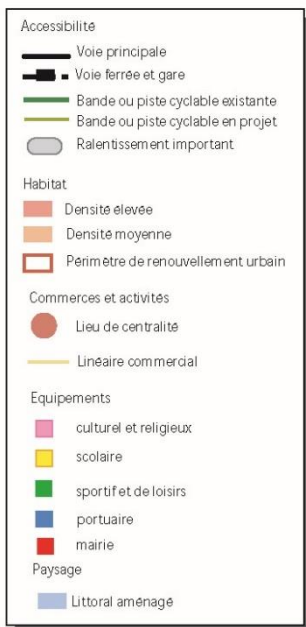 Accessibilité
Voie principale
Voie ferrée et gare
Bande ou piste cyclable existante
Bande ou piste cyclable en projet
Ralentissement important
Habitat
Densité élevée
Densité moyenne
Périmètre de renouvellement urbain
Commerces et activités
Lieu de centralité
Linéaire commercial
Equipements
culturel et religieux
scolaire
sportif et de loisirs
portuaire
mairie
Paysage
Littoral aménagé